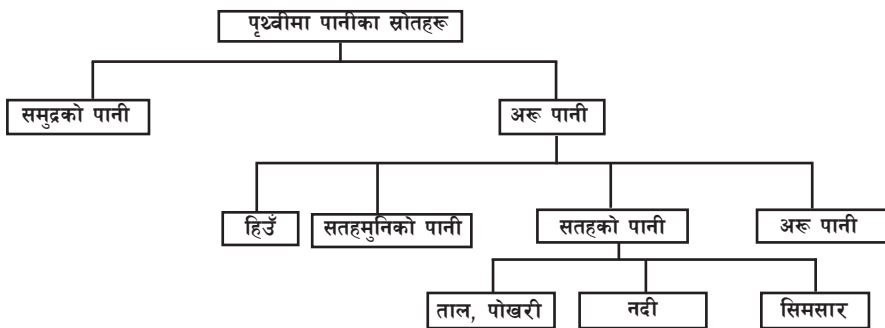 पृथ्वीमा पानीका स्रोतहरू
समुद्रको पानी
अरू पानी
हिउँ
सतहमुनिको पानी
सतहको पानी
अरू पानी
ताल, पोखरी
नदी
सिमसार